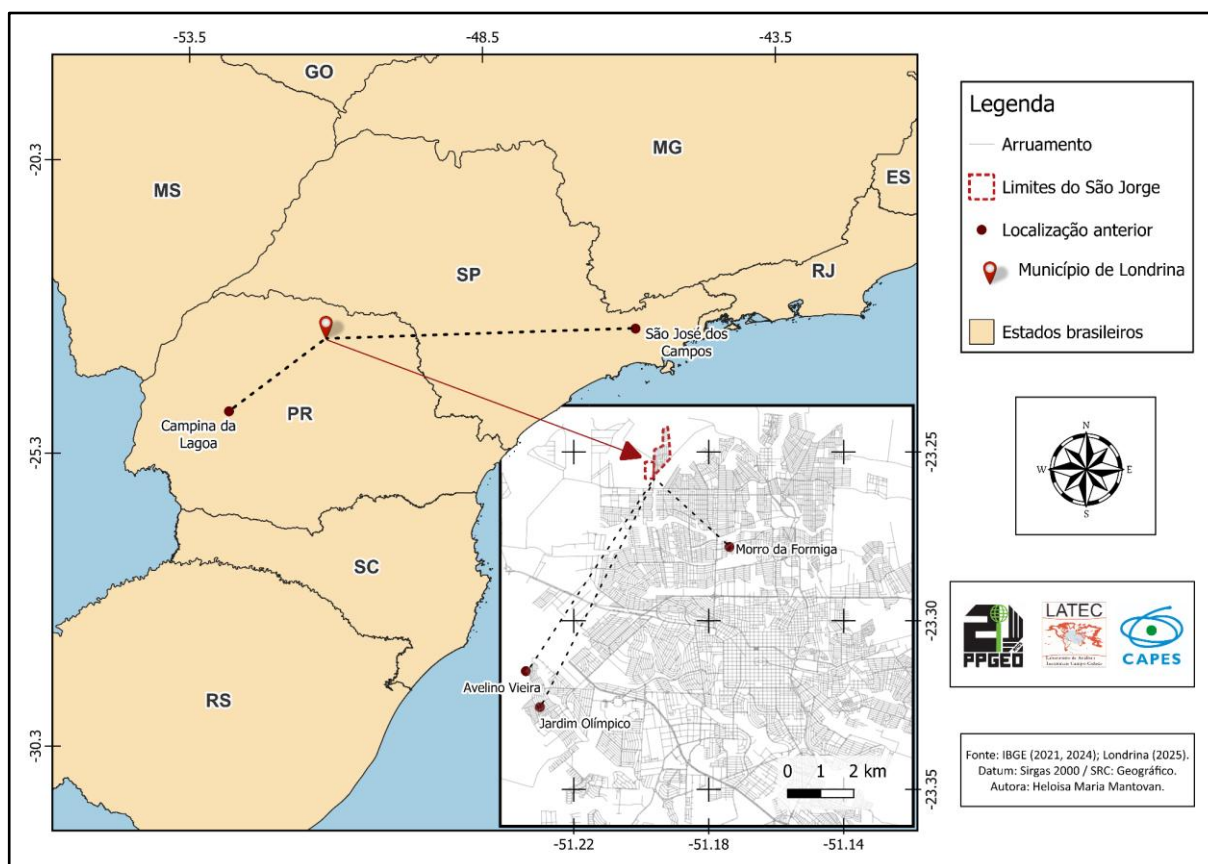 -53.5
-48.5
-43.5
-20.3
-25.3
-30.3
GO
MG
MS
ES
SP
RJ
São José dos
Campos
Campina da
Lagoa
PR
SC
RS
Morro da Formiga
Avelino Vieira
Jardim Olímpico
0 1 2 km
-23.25
-23.30
-23.35
-51.22
-51.18
-51.14
Legenda
Arruamento
Limites do São Jorge
Localização anterior
Município de Londrina
Estados brasileiros
N
W
E
S
PPGEO
LATEC
CAPES
Fonte: IBGE (2021, 2024); Londrina (2025).
Datum: Sirgas 2000 / SRC: Geográfico.
Autora: Heloisa Maria Mantovan.